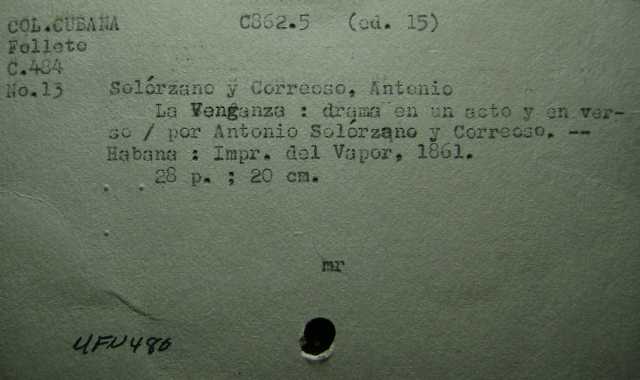 COL.CUBANA C862.5 (ed. 15)
Folleto
C.484
No.13 Solórzano y Correoso, Antonio
La Venganza : drama en un acto y en ver-
so / por Antonio Solórzano y Correoso. --
Habana : Impr. del Vapor, 1861.
28 p. ; 20 cm.
mr
UFN486